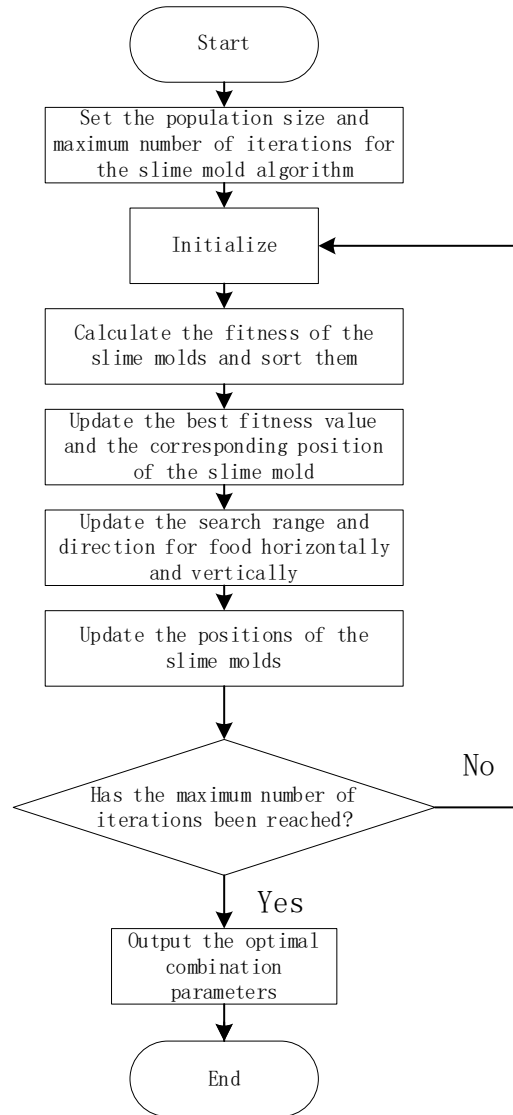 Start
Set the population size and
maximum number of iterations for
the slime mold algorithm
Initialize
Calculate the fitness of the
slime molds and sort them
Update the best fitness value
and the corresponding position
of the slime mold
Update the search range and
direction for food horizontally
and vertically
Update the positions of the
slime molds
Has the maximum number of
iterations been reached?
No
Yes
Output the optimal
combination
parameters
End